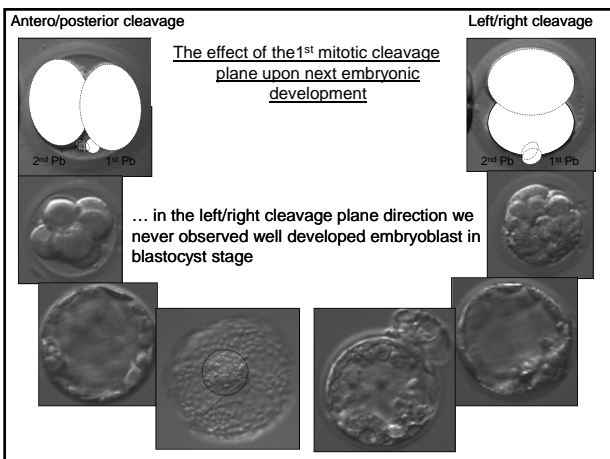 Antero/posterior cleavage
Left/right cleavage
The effect of the1st mitotic cleavage
plane upon next embryonic
development
2nd Pb
1st Pb
2nd Pb
1st Pb
... in the left/right cleavage plane direction we
never observed well developed embryoblast in
blastocyst stage